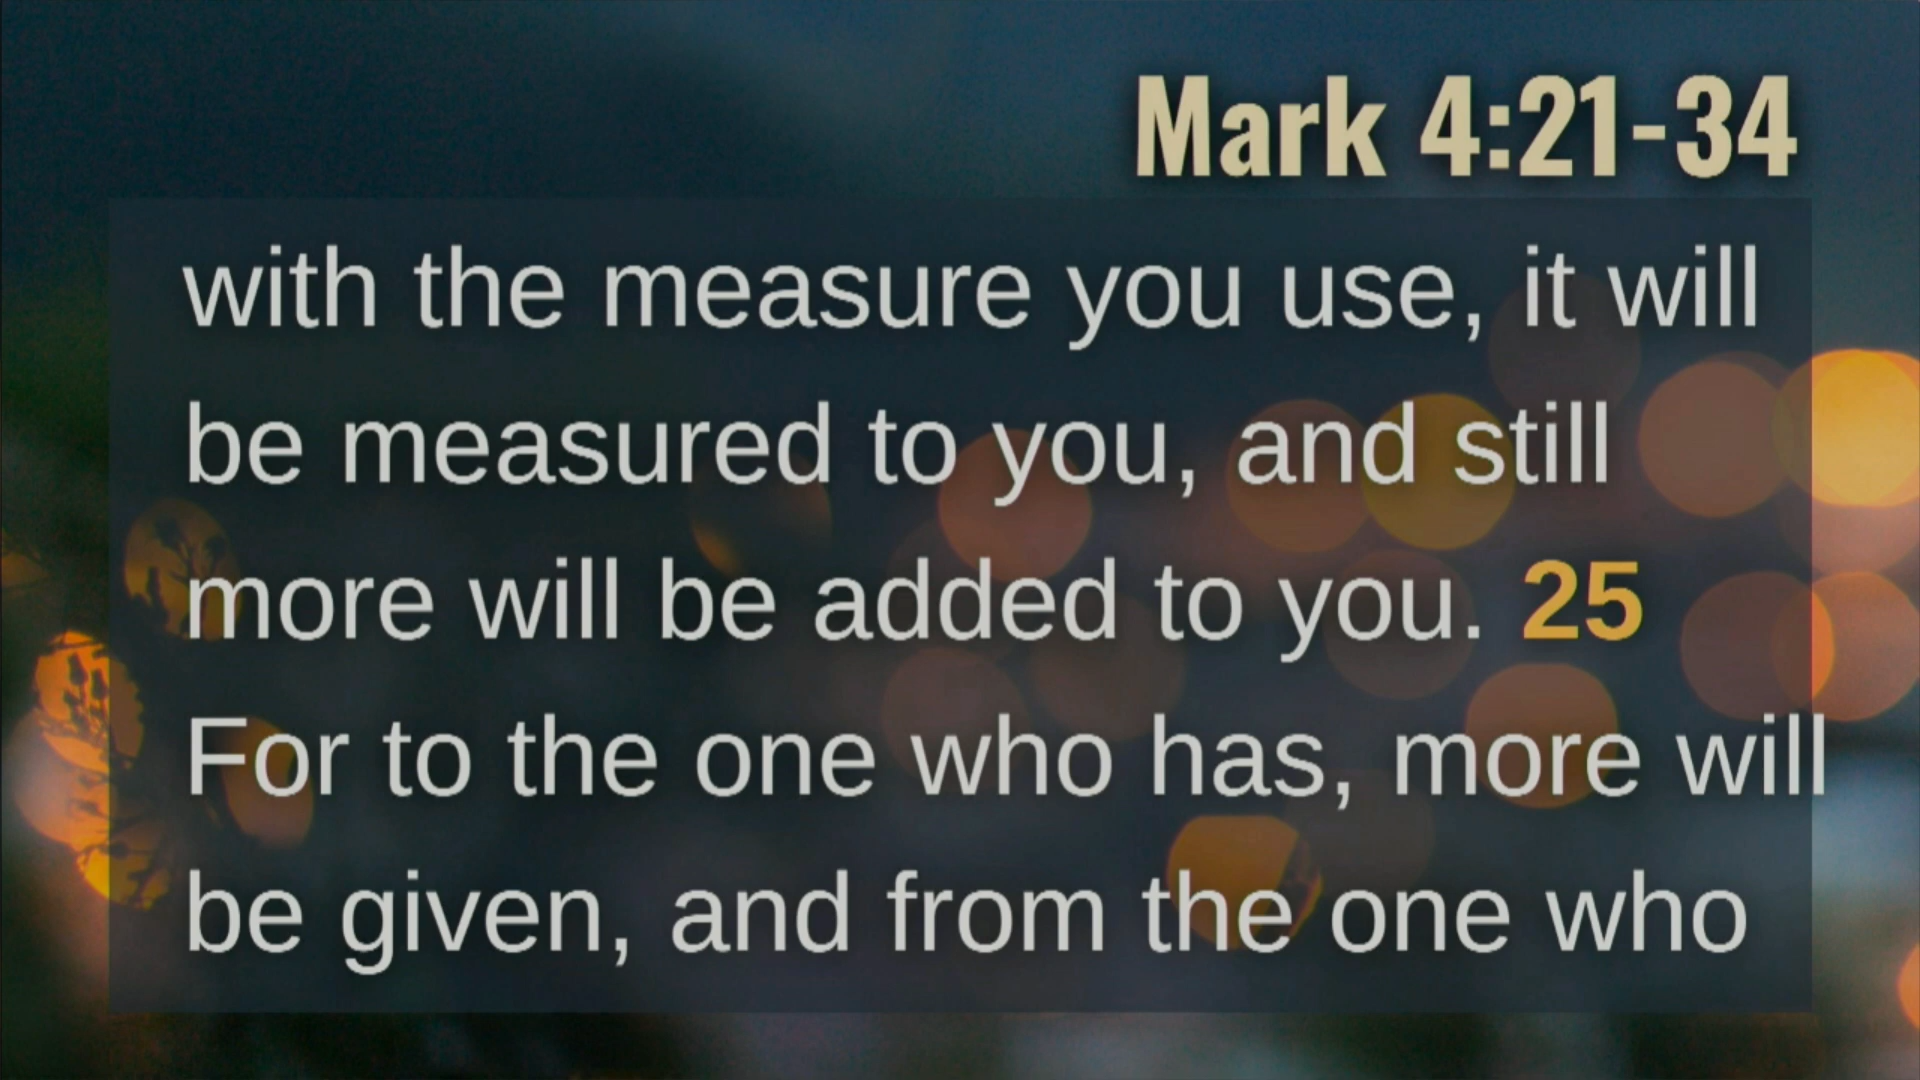 Mark 4:21-34
with the measure you use, it will
be measured to you, and still
more will be added to you. 25
For to the one who has, more will
be given, and from the one who